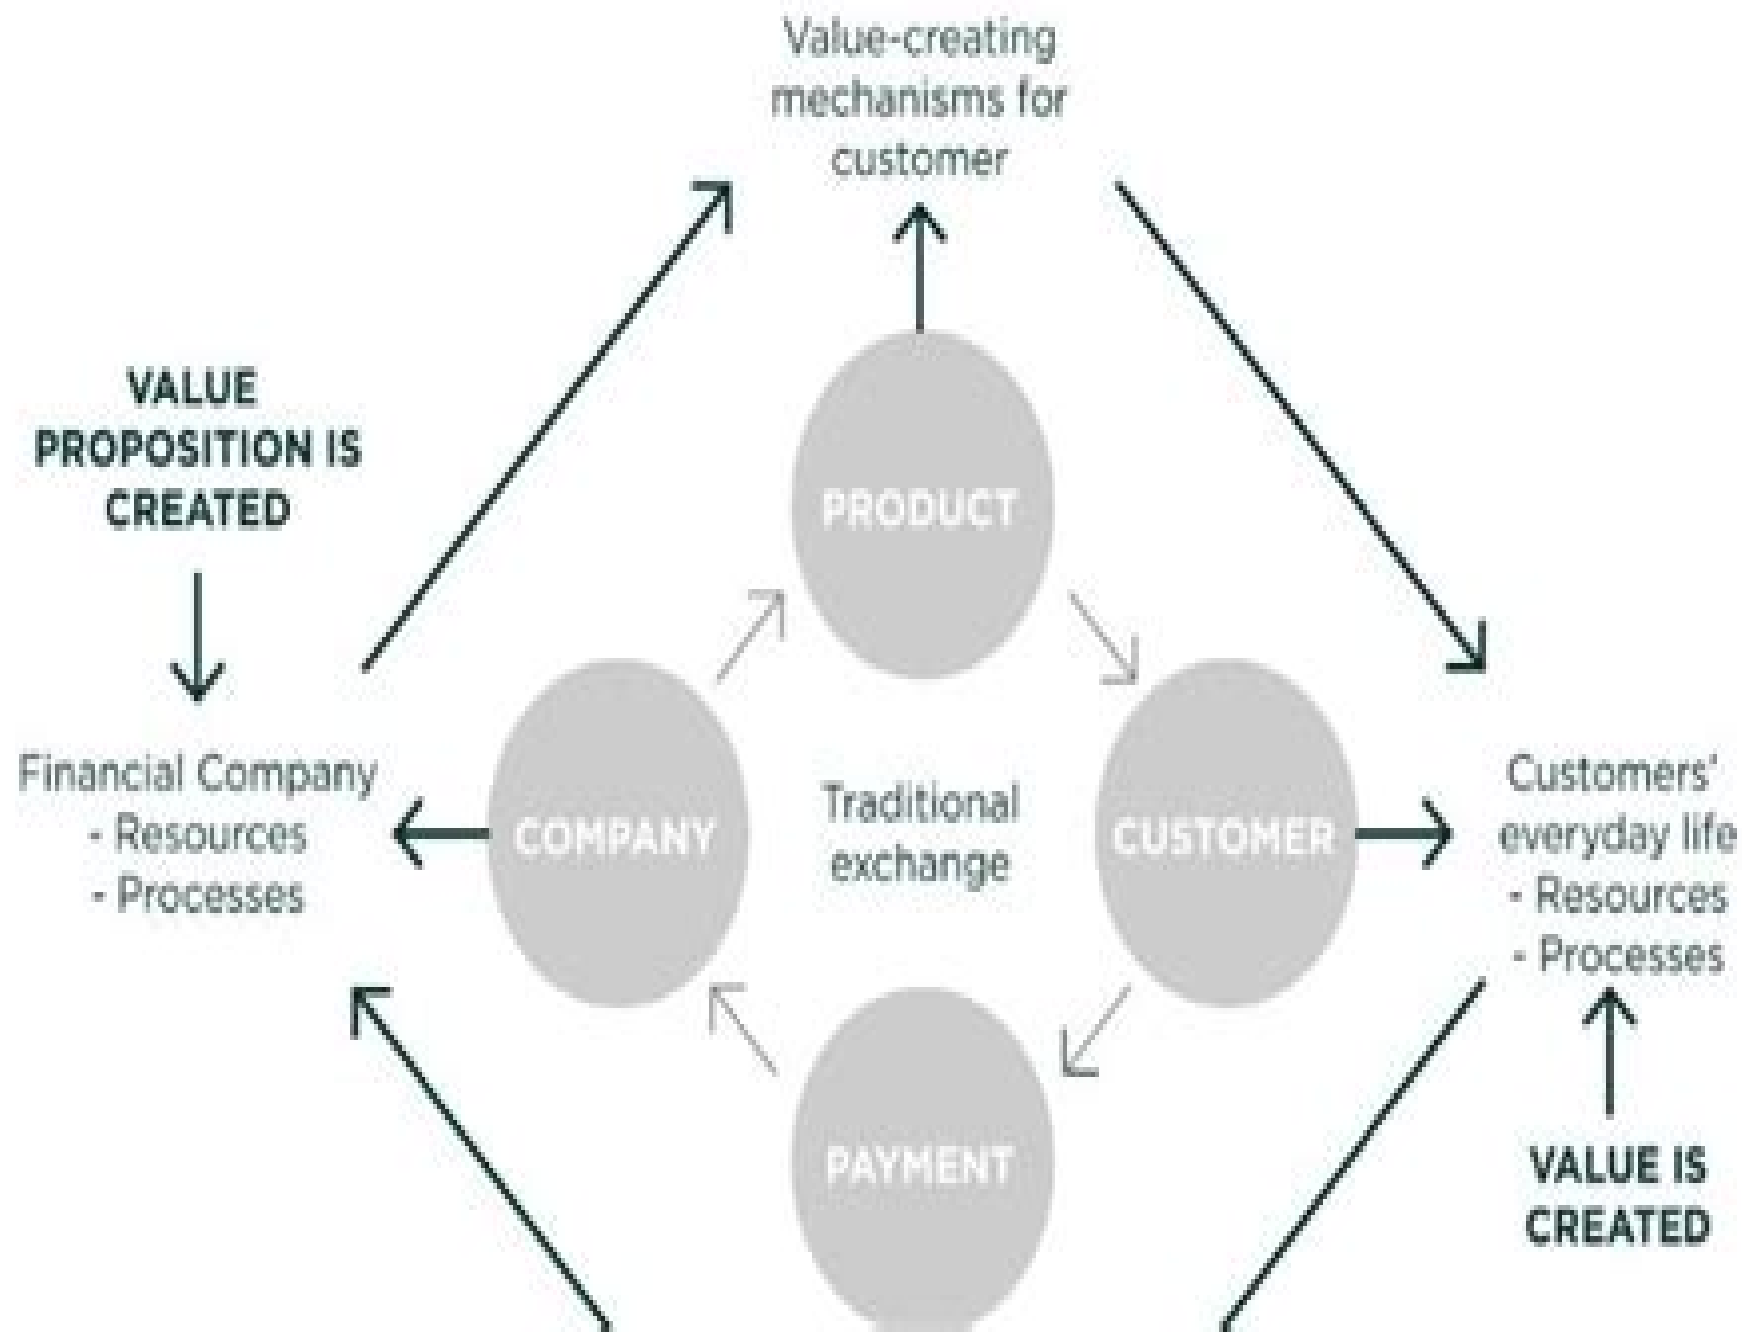 Value-creating
mechanisms for
customer
VALUE
PROPOSITION IS
CREATED
PRODUCT
Financial Company
- Resources
- Processes
COMPANY
Traditional
exchange
CUSTOMER
Customers'
everyday life
- Resources
- Processes
PAYMENT
VALUE IS
CREATED